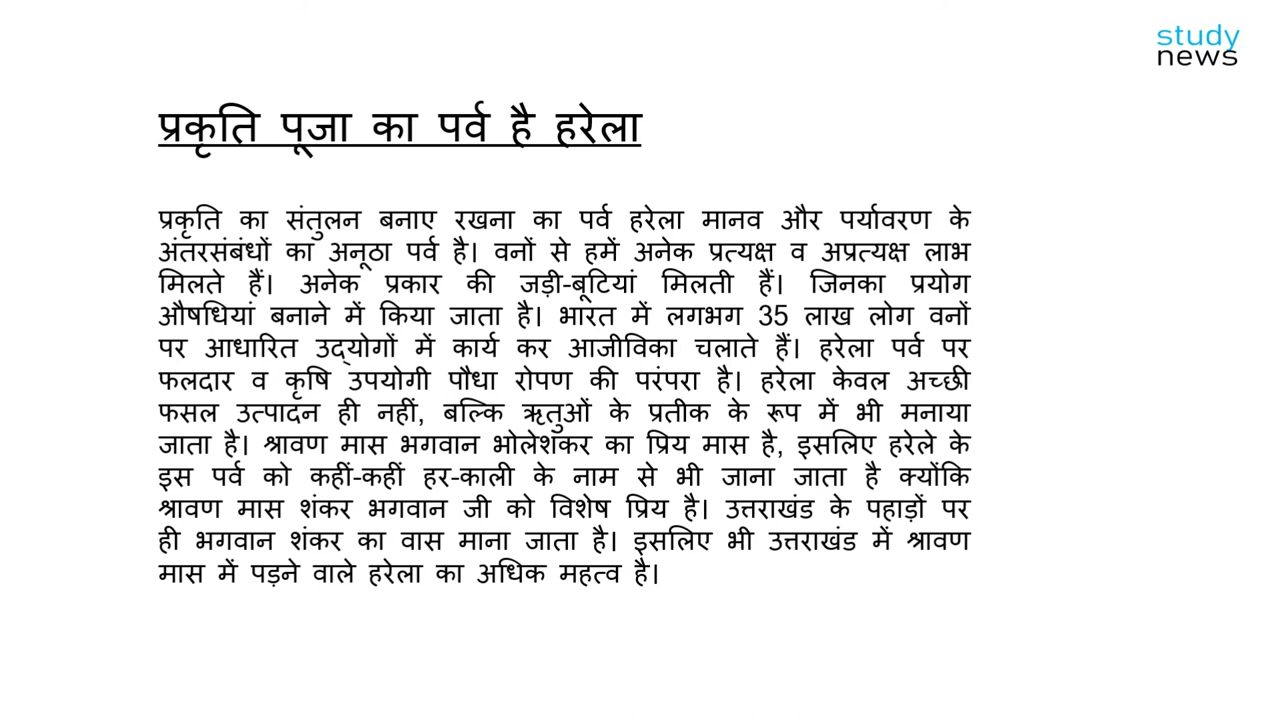 study
news
प्रकृति पूजा का पर्व है हरेला
प्रकृति का संतुलन बनाए रखना का पर्व हरेला मानव और पर्यावरण के
अंतरसंबंधों का अनूठा पर्व है। वनों से हमें अनेक प्रत्यक्ष व अप्रत्यक्ष लाभ
मिलते हैं। अनेक प्रकार की जड़ी-बूटियां मिलती हैं। जिनका प्रयोग
औषधियां बनाने में किया जाता है। भारत में लगभग 35 लाख लोग वनों
पर आधारित उद्योगों में कार्य कर आजीविका चलाते हैं। हरेला पर्व पर
फलदार व कृषि उपयोगी पौधा रोपण की परंपरा है। हरेला केवल अच्छी
फसल उत्पादन ही नहीं, बल्कि ऋतुओं के प्रतीक के रूप में भी मनाया
जाता है। श्रावण मास भगवान भोलेशंकर का प्रिय मास है, इसलिए हरेले के
इस पर्व को कहीं-कहीं हर-काली के नाम से भी जाना जाता है क्योंकि
श्रावण मास शंकर भगवान जी को विशेष प्रिय है। उत्तराखंड के पहाड़ों पर
ही भगवान शंकर का वास माना जाता है। इसलिए भी उत्तराखंड में श्रावण
मास में पड़ने वाले हरेला का अधिक महत्व है।